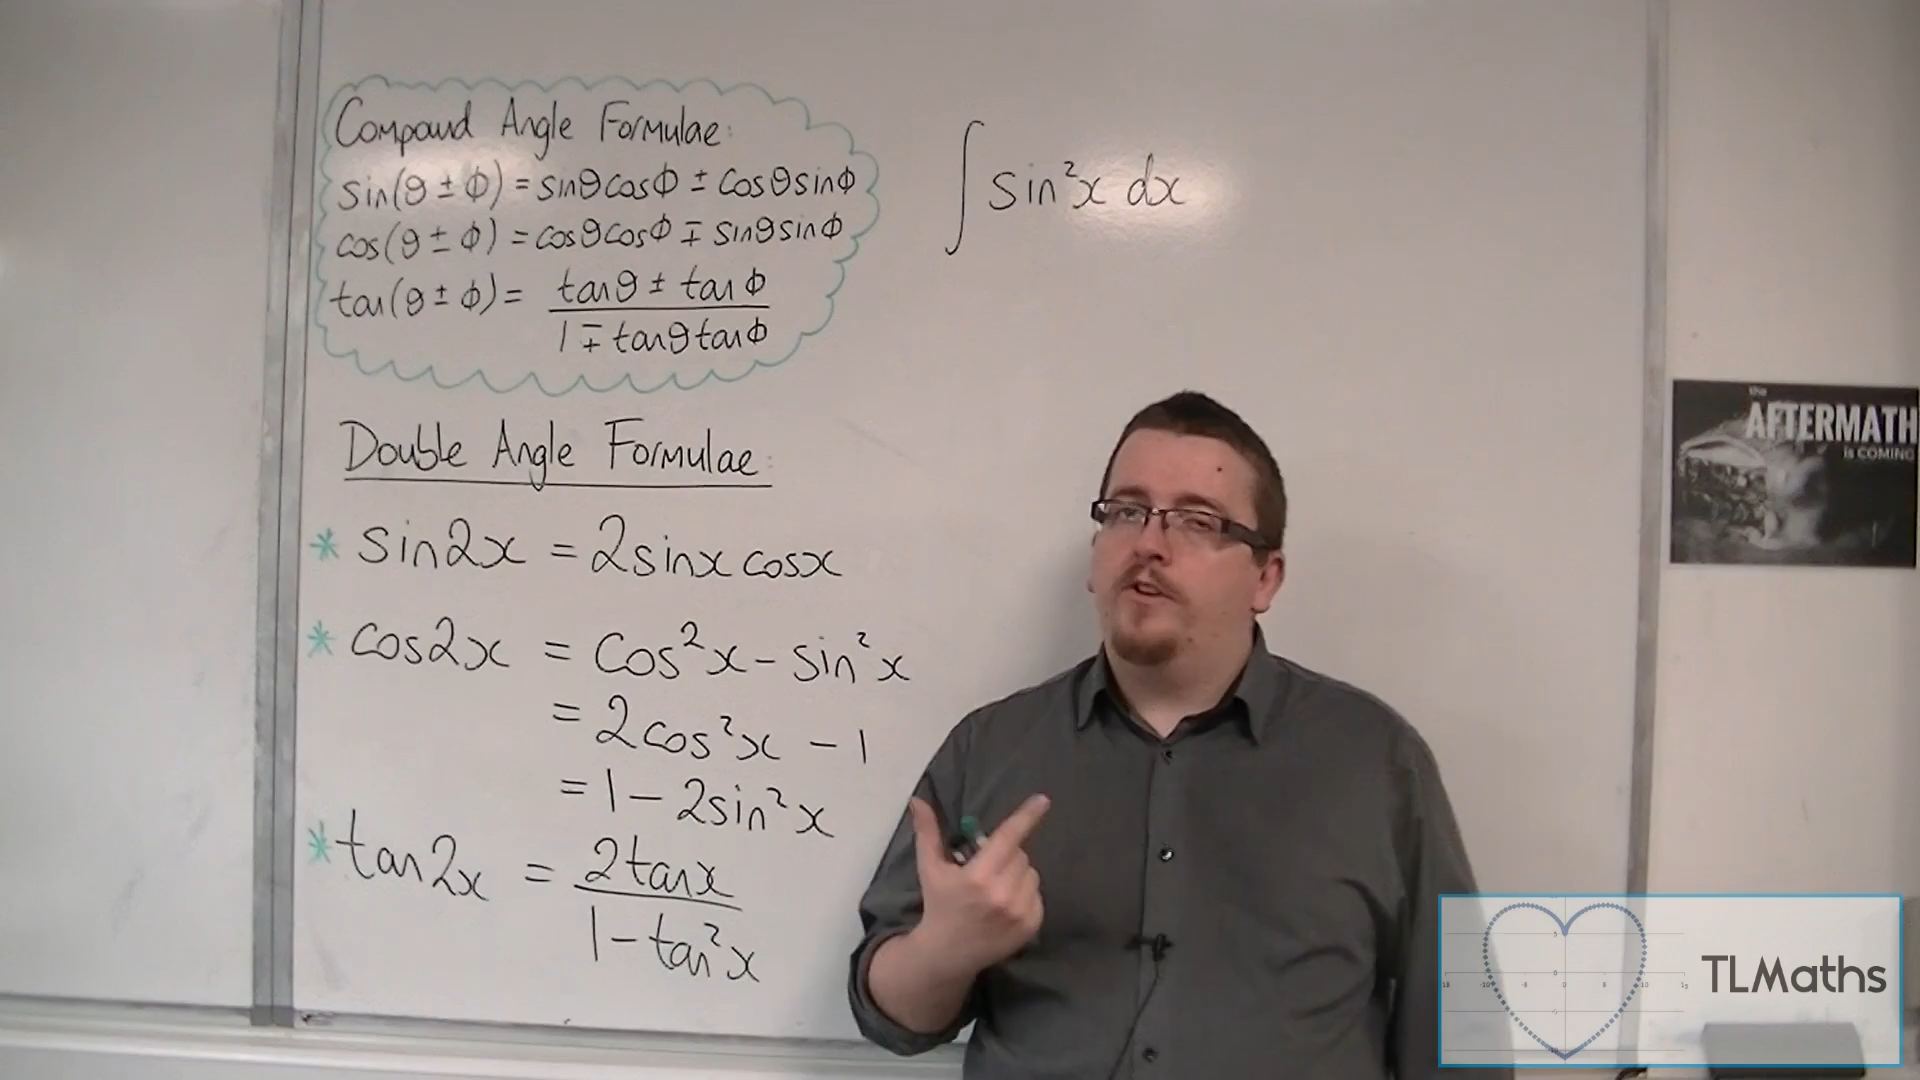 Compound Angle Formulae:
sin(θ ± Φ) = sinθcosΦ ± cosθsinΦ
cos(θ ± Φ) = cosθcosΦ ∓ sinθsinΦ
tan(θ ± Φ) = tanθ ± tanΦ
1 ∓ tanθtanΦ
Double Angle Formulae:
* sin2x = 2sinx cosx
* cos2x = cos²x - sin²x
= 2cos²x - 1
= 1 - 2sin²x
* tan2x = 2tanx
1 - tan²x
∫ sin²x dx
the
AFTERMATH
is COMING
TLMaths